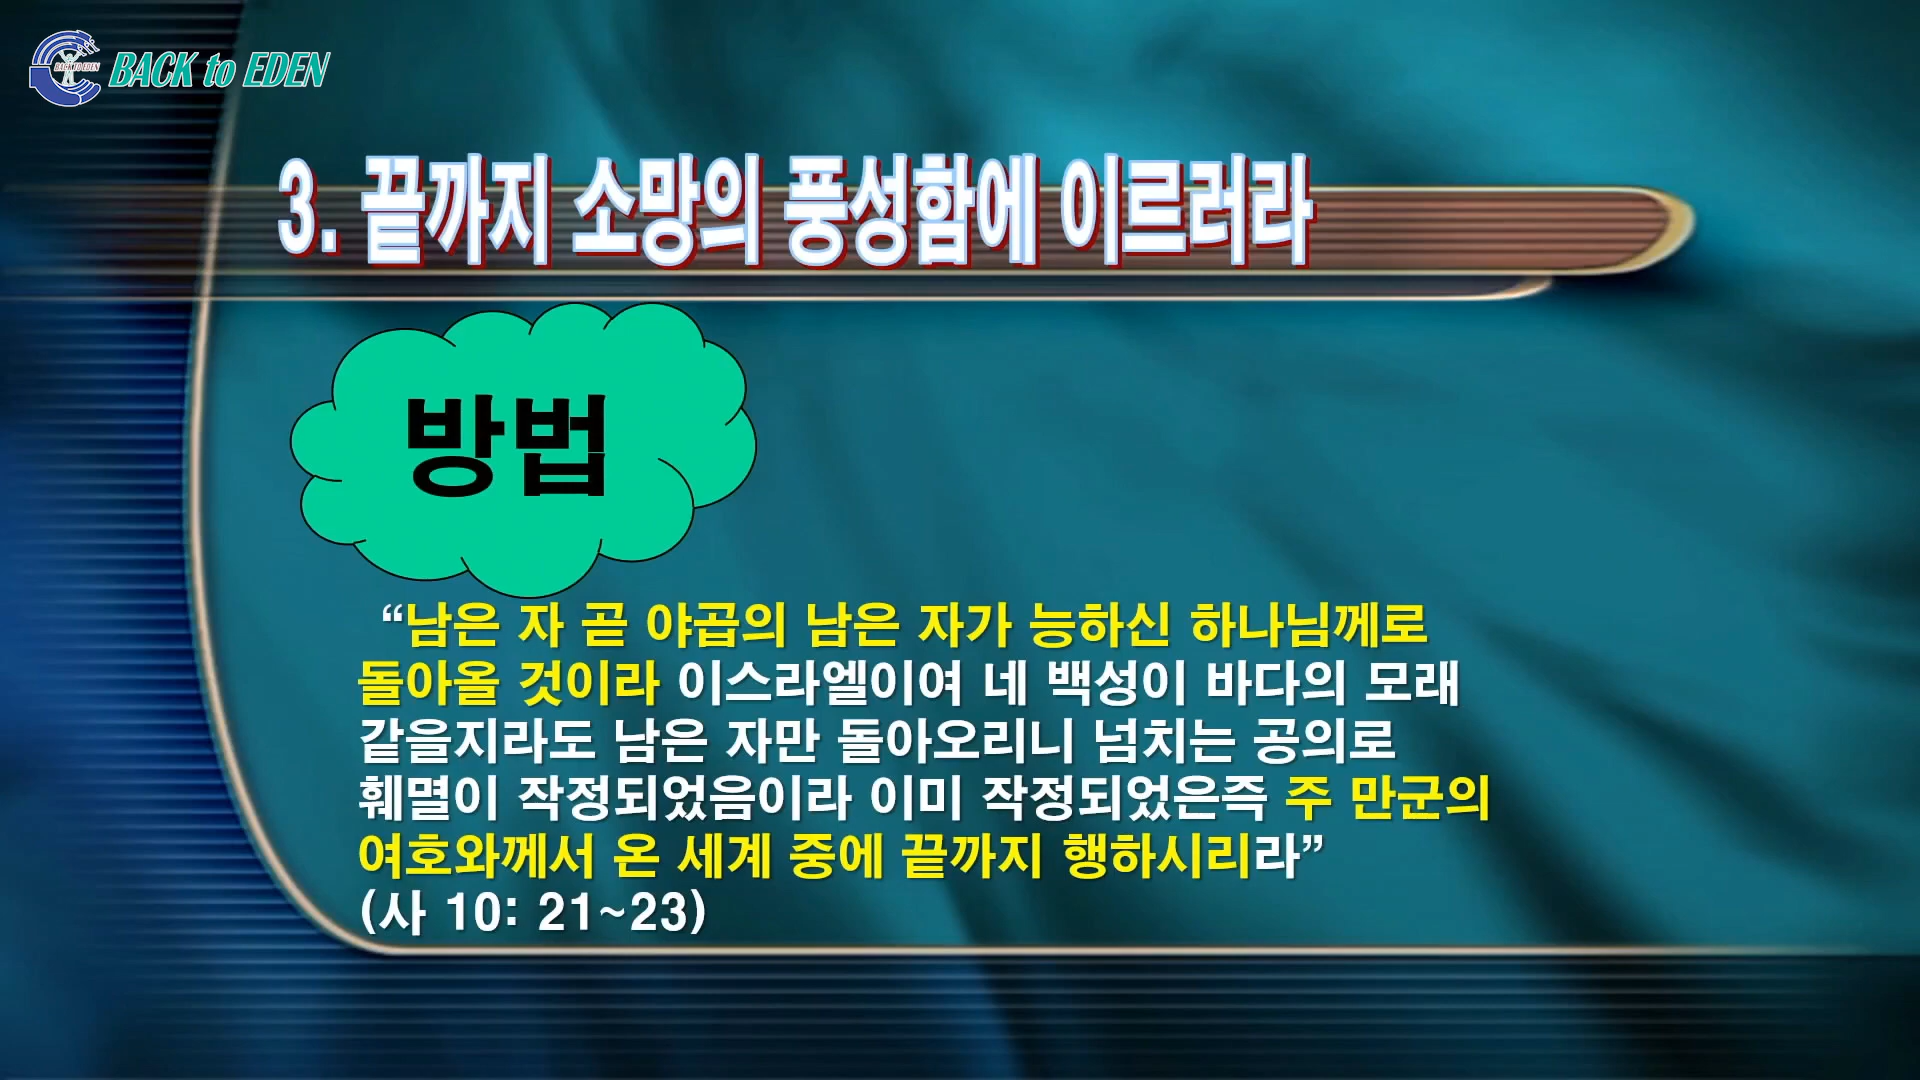 BACK to EDEN
3. 끝까지 소망의 풍성함에 이르러라
방법
“남은 자 곧 야곱의 남은 자가 능하신 하나님께로
돌아올 것이라 이스라엘이여 네 백성이 바다의 모래
같을지라도 남은 자만 돌아오리니 넘치는 공의로
훼멸이 작정되었음이라 이미 작정되었은즉 주 만군의
여호와께서 온 세계 중에 끝까지 행하시리라”
(사 10: 21~23)